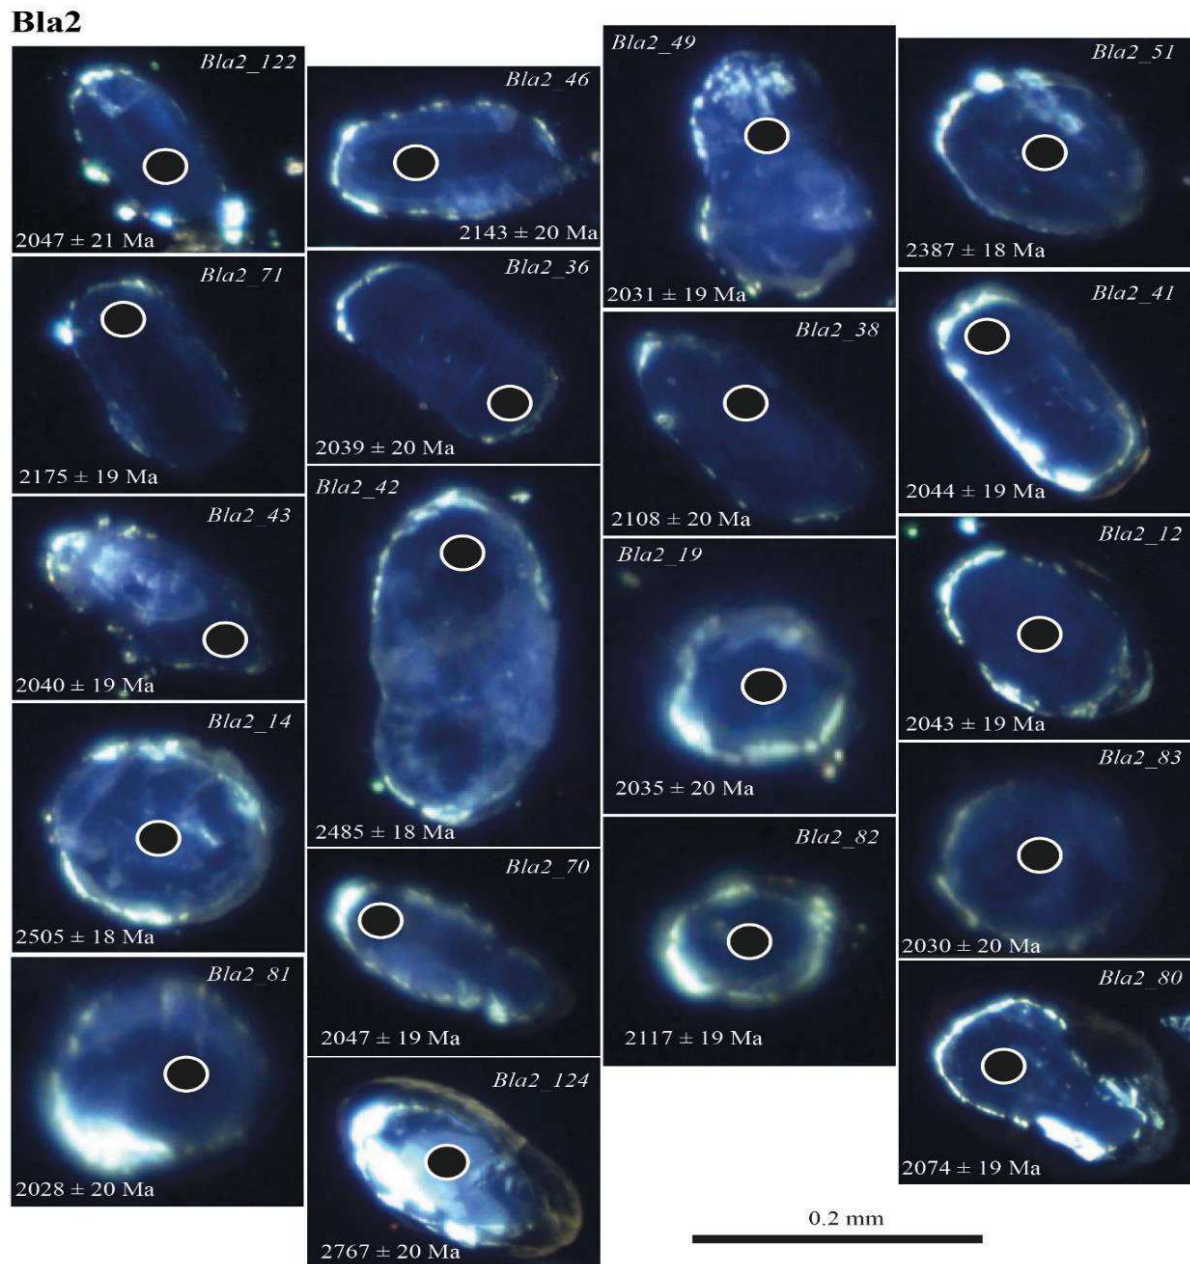 Bla2
Bla2_122
2047 ± 21 Ma
Bla2_71
2175 ± 19 Ma
Bla2_43
2040 ± 19 Ma
Bla2_14
2505 ± 18 Ma
Bla2_81
2028 ± 20 Ma
Bla2_46
2143 ± 20 Ma
Bla2_36
2039 ± 20 Ma
Bla2_42
2485 ± 18 Ma
Bla2_70
2047 ± 19 Ma
Bla2_124
2767 ± 20 Ma
Bla2_49
2031 ± 19 Ma
Bla2_38
2108 ± 20 Ma
Bla2_19
2035 ± 20 Ma
Bla2_82
2117 ± 19 Ma
0.2 mm
Bla2_51
2387 ± 18 Ma
Bla2_41
2044 ± 19 Ma
Bla2_12
2043 ± 19 Ma
Bla2_83
2030 ± 20 Ma
Bla2_80
2074 ± 19 Ma